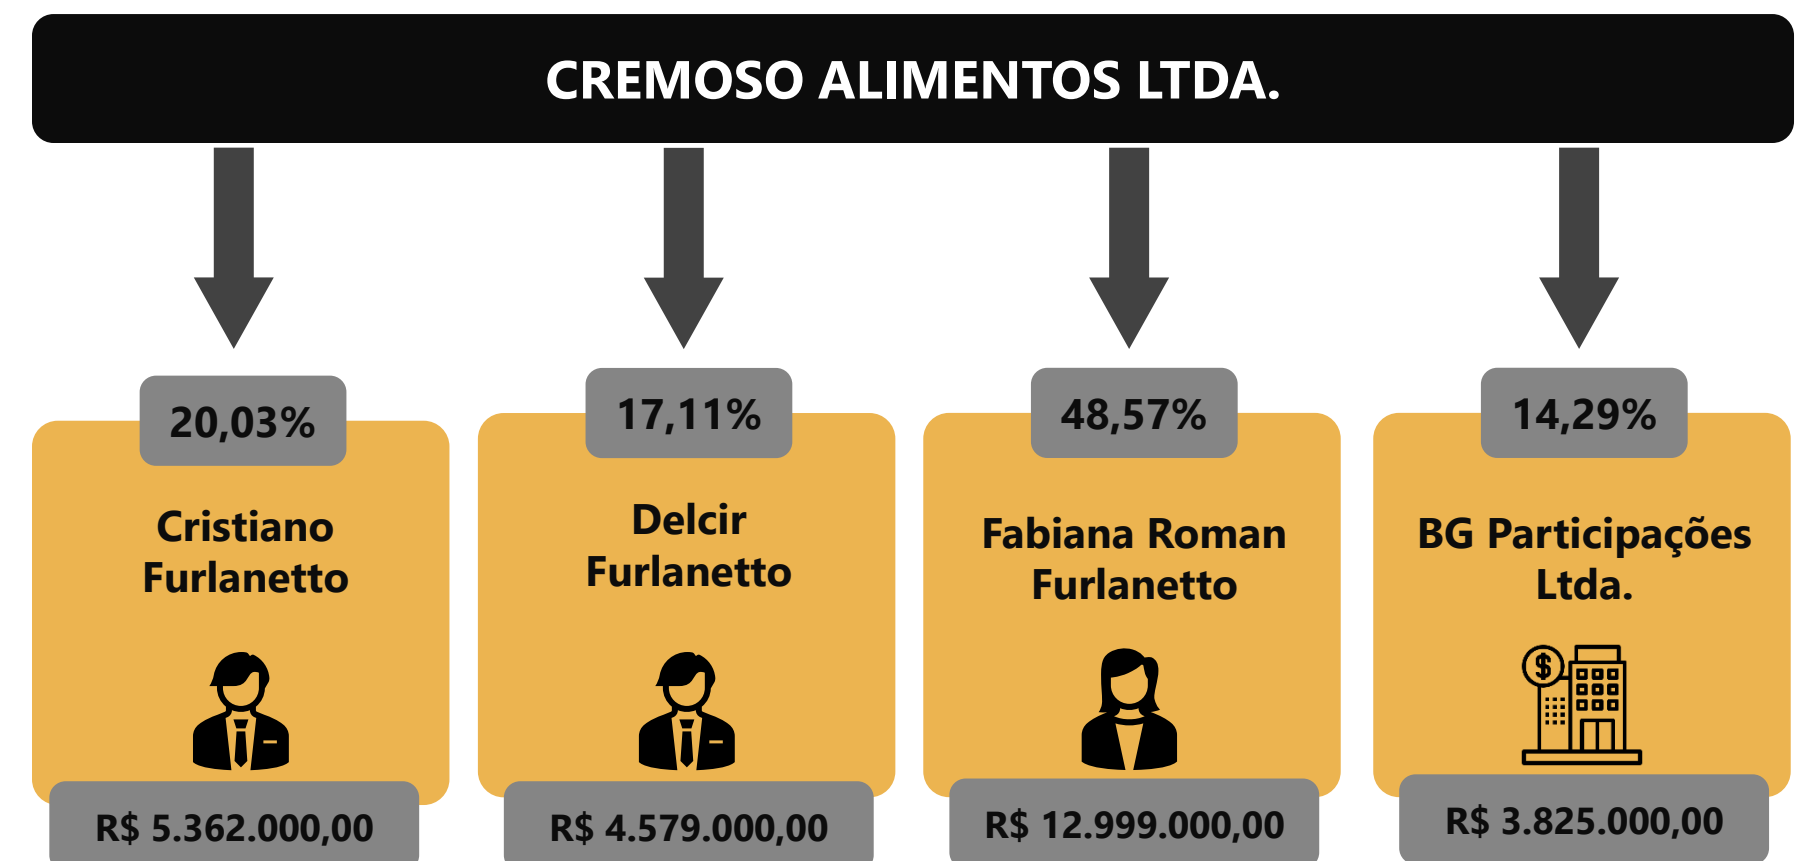 CREMOSO ALIMENTOS LTDA.
20,03%
Cristiano
Furlanetto
R$ 5.362.000,00
17,11%
Delcir
Furlanetto
R$ 4.579.000,00
48,57%
Fabiana Roman
Furlanetto
R$ 12.999.000,00
14,29%
BG Participações
Ltda.
$
R$ 3.825.000,00